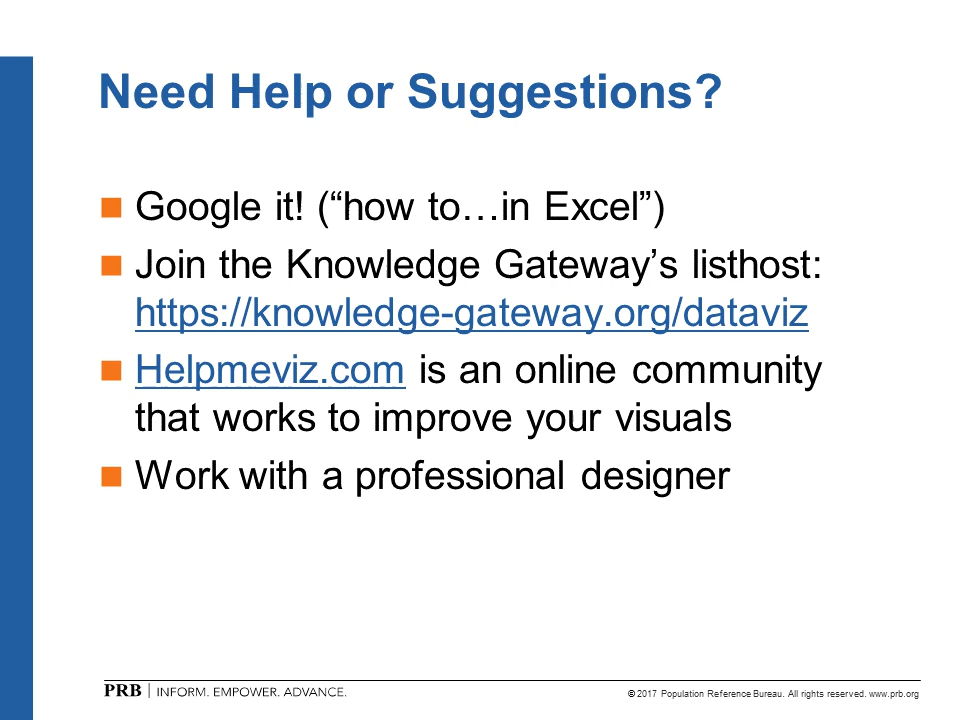 Need Help or Suggestions?
Google it! (“how to…in Excel”)
Join the Knowledge Gateway’s listhost:
https://knowledge-gateway.org/dataviz
Helpmeviz.com is an online community
that works to improve your visuals
Work with a professional designer
PRB | INFORM. EMPOWER. ADVANCE.
© 2017 Population Reference Bureau. All rights reserved. www.prb.org